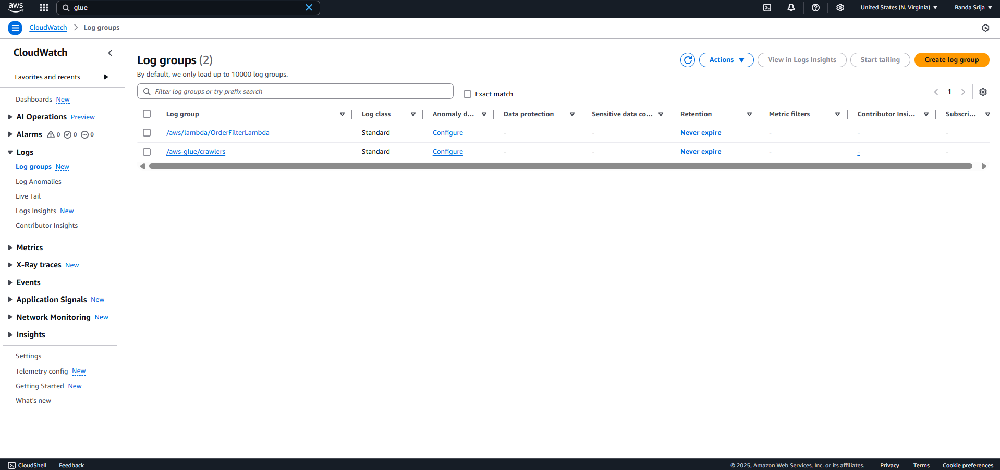 aws glue United States (N. Virginia) Banda Srija
CloudWatch Log groups
CloudWatch
Favorites and recents
Dashboards New
AI Operations Preview
Alarms 0 0 0
Logs
Log groups New
Log Anomalies
Live Tail
Logs Insights New
Contributor Insights
Metrics
X-Ray traces New
Events
Application Signals New
Network Monitoring New
Insights
Settings
Telemetry config New
Getting Started New
What's new
Log groups (2)
Actions View in Logs Insights Start tailing Create log group
By default, we only load up to 10000 log groups.
Filter log groups or try prefix search Exact match 1
Log group Log class Anomaly d... Data protection Sensitive data co... Retention Metric filters Contributor Insi... Subscri...
/aws/lambda/OrderFilterLambda Standard Configure - - Never expire - - -
/aws-glue/crawlers Standard Configure - - Never expire - - -
CloudShell Feedback © 2025, Amazon Web Services, Inc. or its affiliates. Privacy Terms Cookie preferences